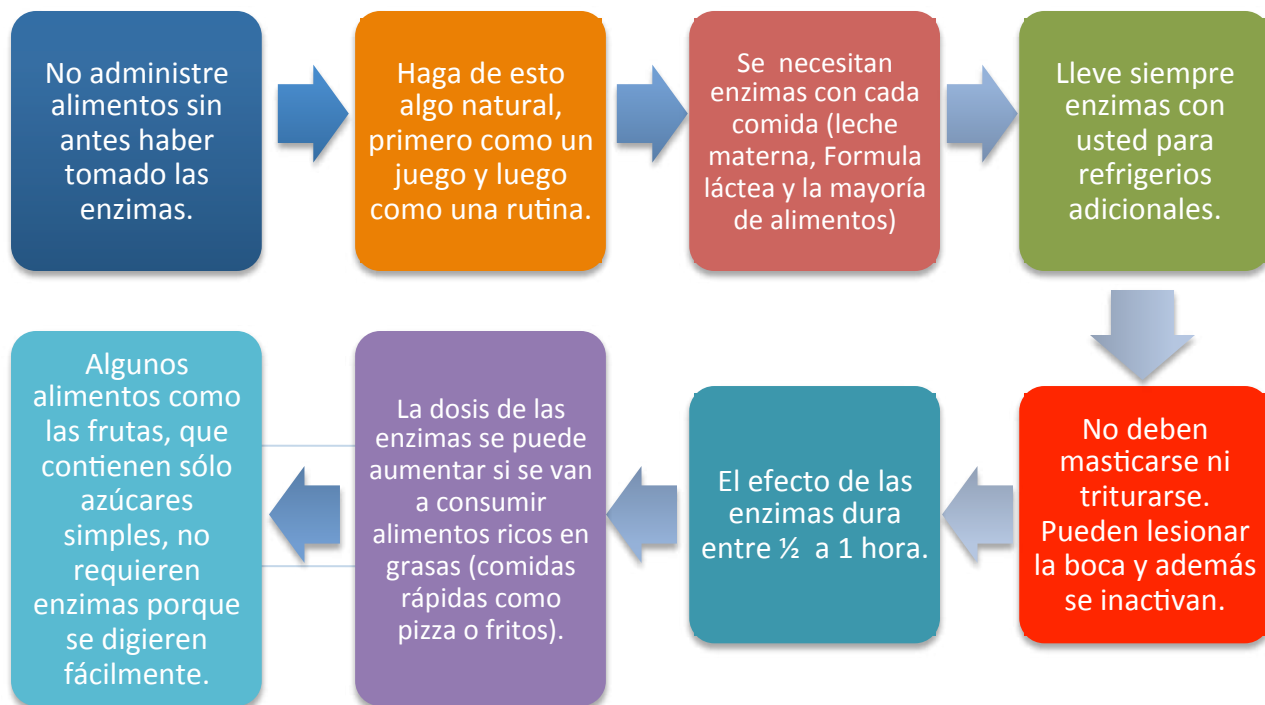 No administre
alimentos sin
antes haber
tomado las
enzimas.
Haga de esto
algo natural,
primero como un
juego y luego
como una rutina.
Se  necesitan
enzimas con cada
comida (leche
materna, Formula
láctea y la mayoría
de alimentos)
Lleve siempre
enzimas con
usted para
refrigerios
adicionales.
No deben
masticarse ni
triturarse.
Pueden lesionar
la boca y además
se inactivan.
El efecto de las
enzimas dura
entre ½  a 1 hora.
La dosis de las
enzimas se puede
aumentar si se van
a consumir
alimentos ricos en
grasas (comidas
rápidas como
pizza o fritos).
Algunos
alimentos como
las frutas, que
contienen sólo
azúcares
simples, no
requieren
enzimas porque
se digieren
fácilmente.